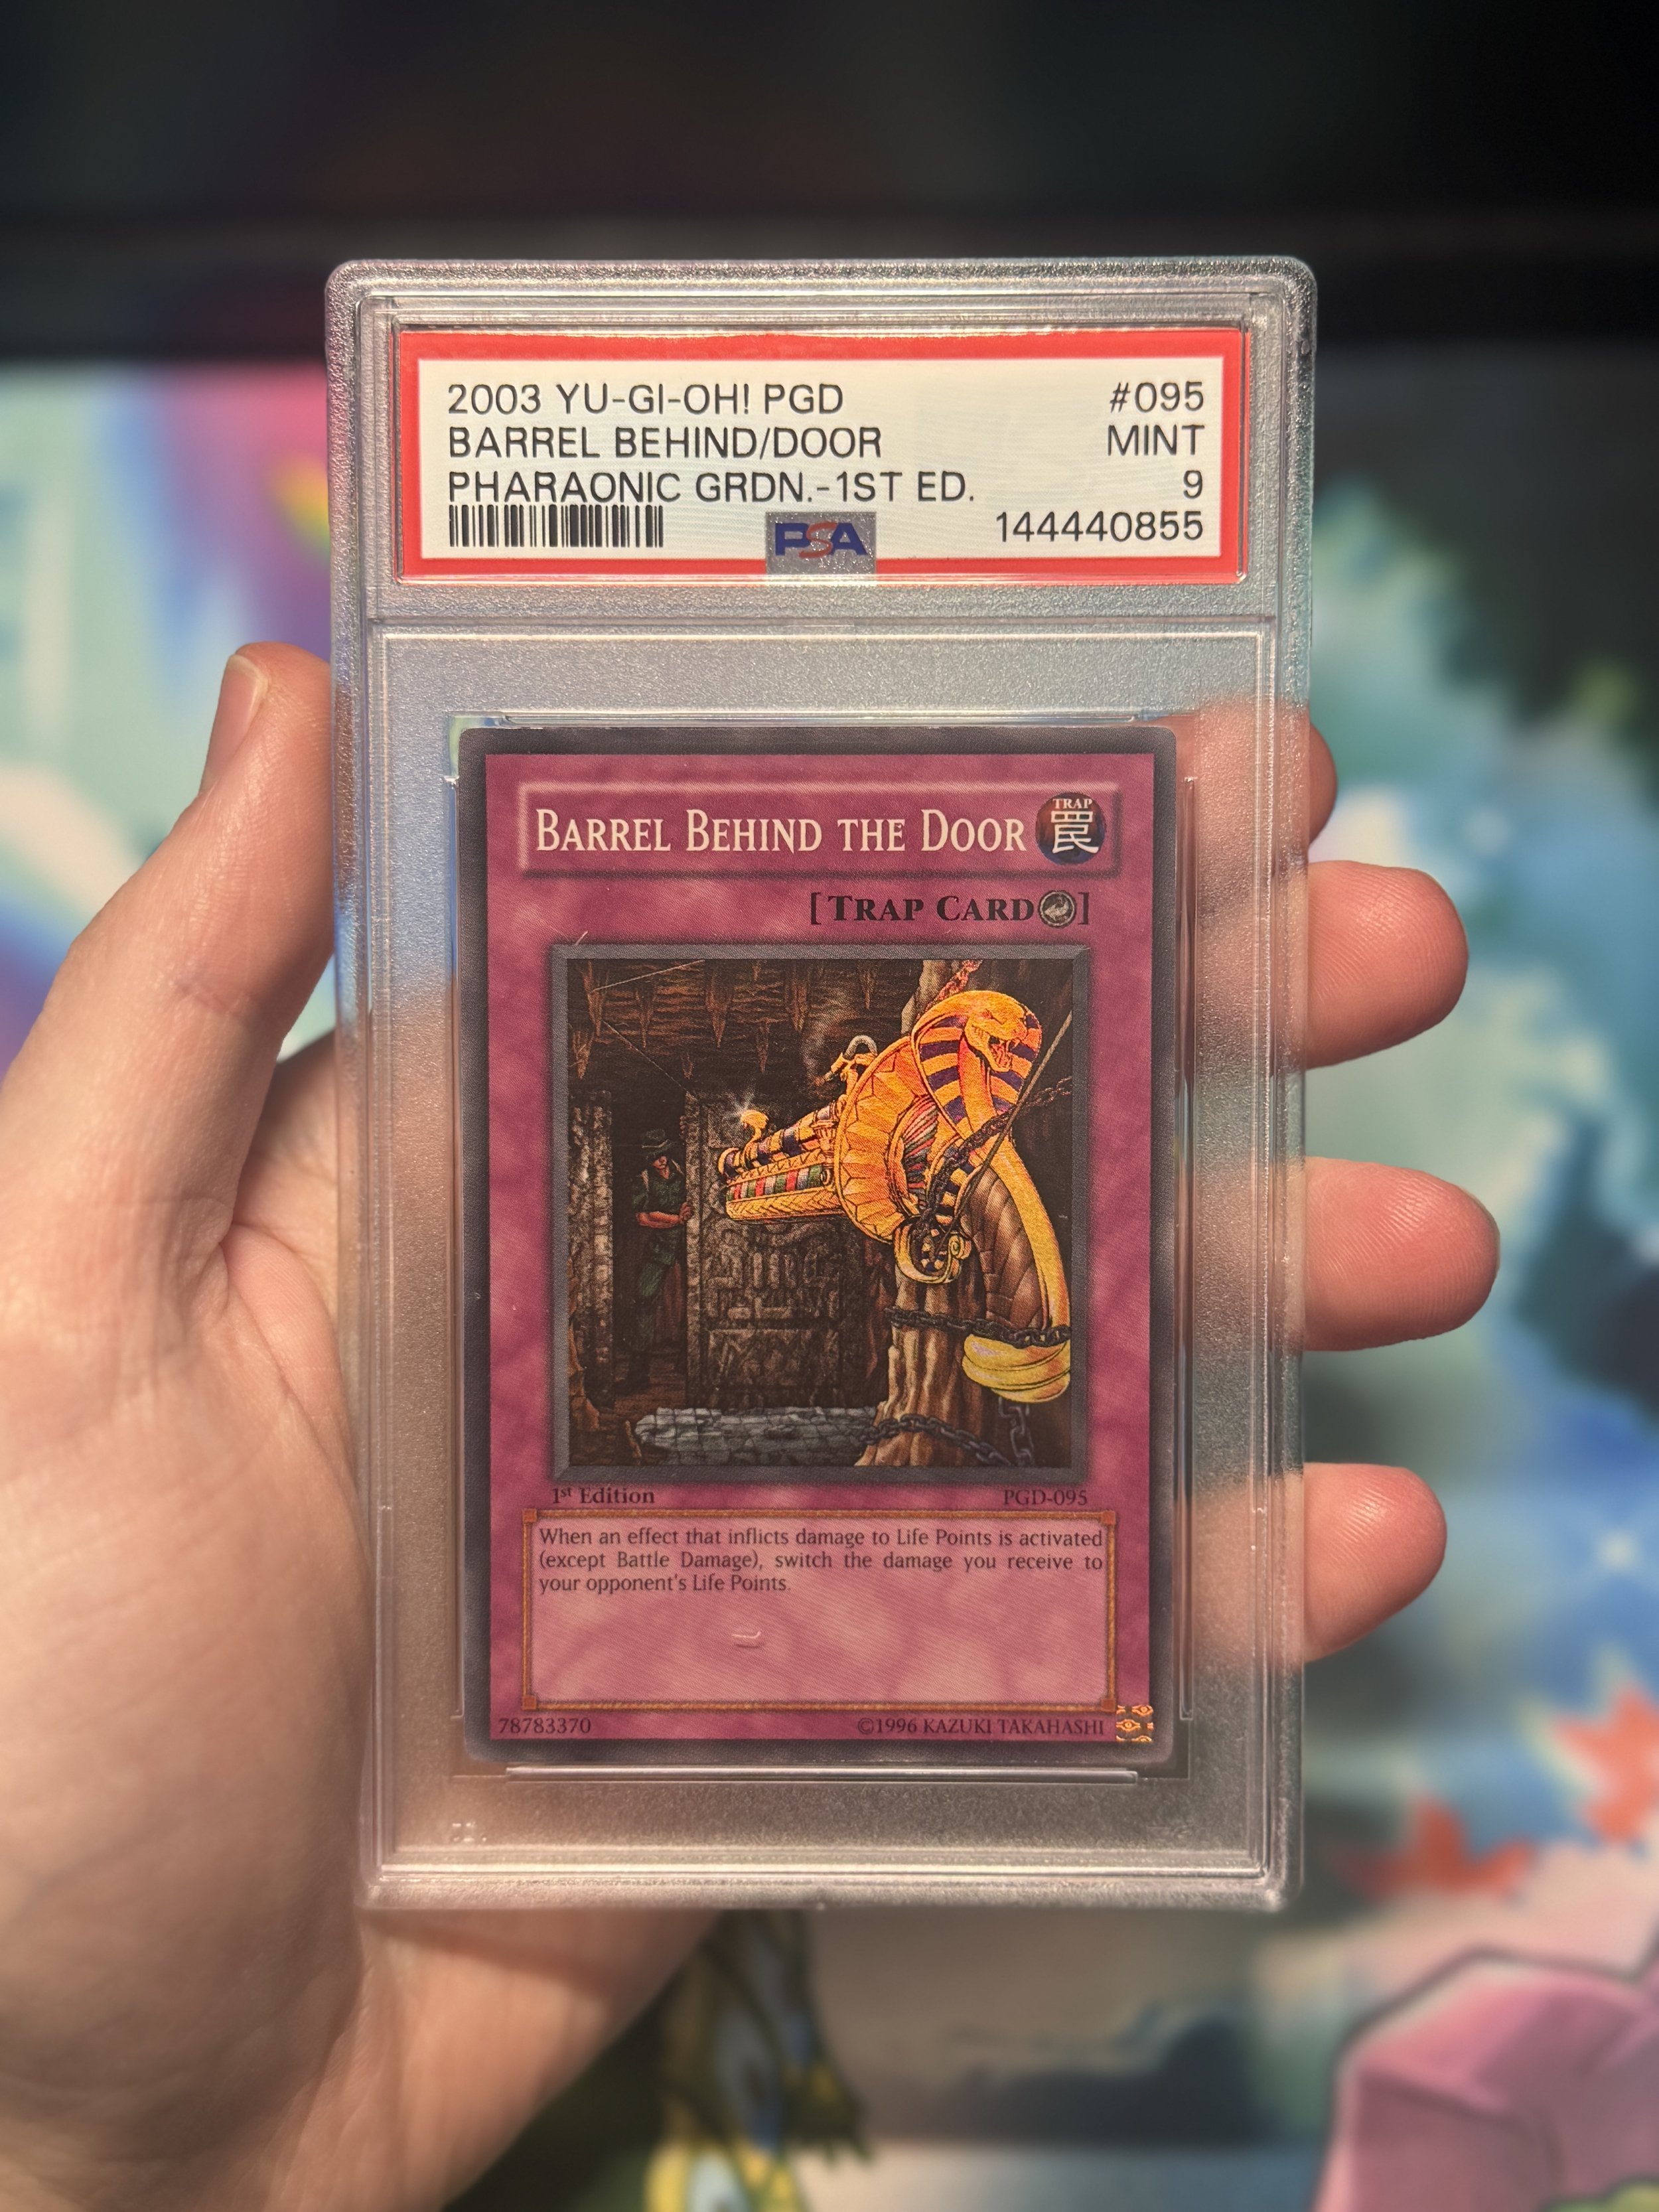 2003 YU-GI-OH! PGD #095
BARREL BEHIND/DOOR MINT
PHARAONIC GRDN.-1ST ED. 9
PSA 144440855
BARREL BEHIND THE DOOR TRAP 罠
[TRAP CARD]
1st Edition PGD-095
When an effect that inflicts damage to Life Points is activated
(except Battle Damage), switch the damage you receive to
your opponent's Life Points.
78783370 ©1996 KAZUKI TAKAHASHI